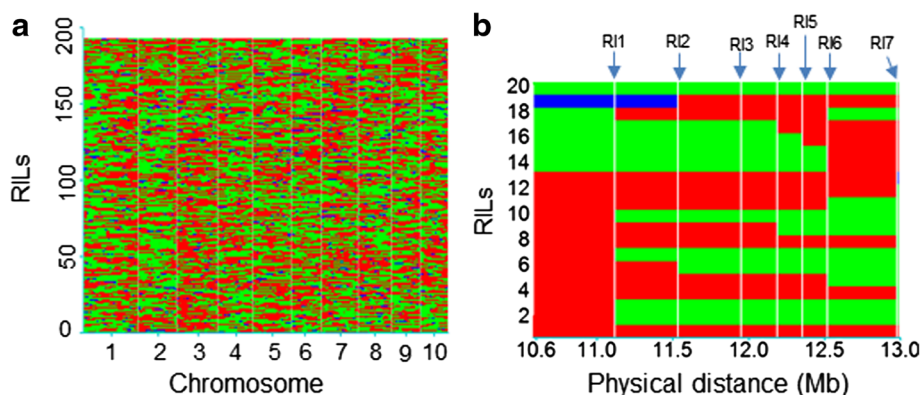 a
RILs
200
150
100
50
0
1 2 3 4 5 6 7 8 9 10
Chromosome
b
RI1 RI2 RI3 RI4 RI5 RI6 RI7
RILs
20
18
16
14
12
10
8
6
4
2
10.6 11.0 11.5 12.0 12.5 13.0
Physical distance (Mb)